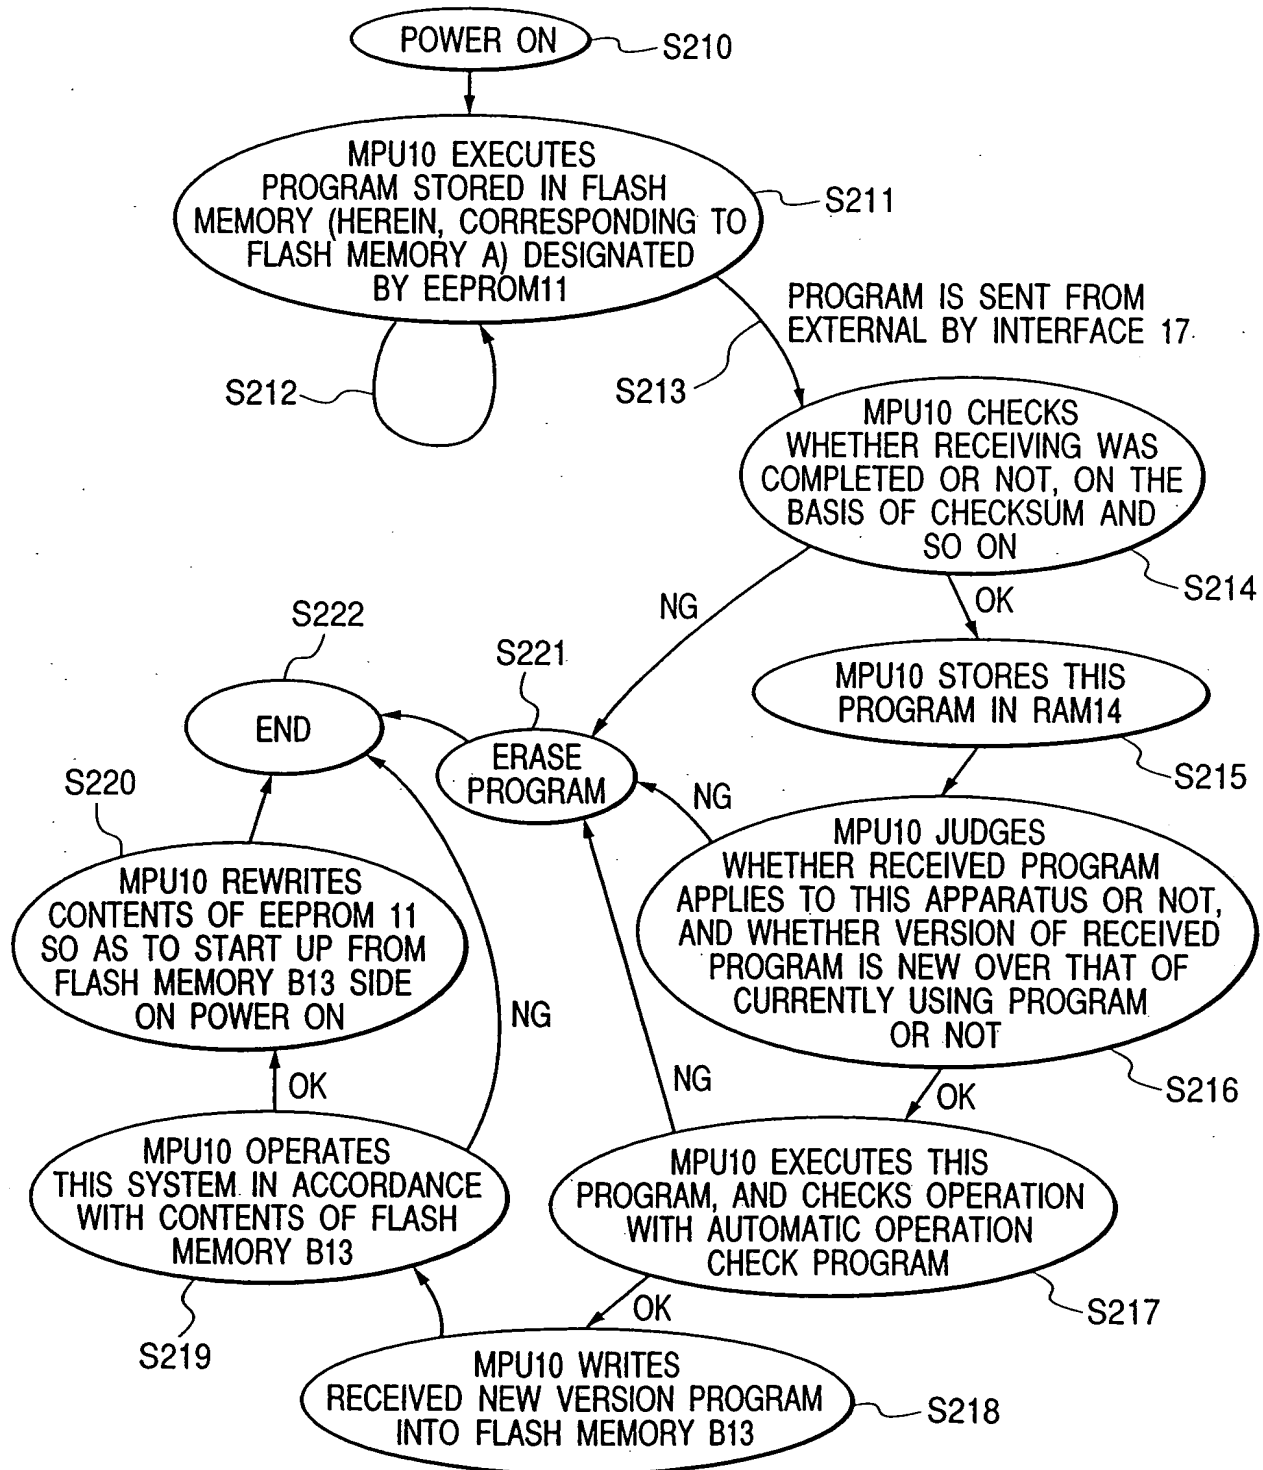 POWER ON
S210
MPU10 EXECUTES
PROGRAM STORED IN FLASH
MEMORY (HEREIN, CORRESPONDING TO
FLASH MEMORY A) DESIGNATED
BY EEPROM11
S211
S212
S213
PROGRAM IS SENT FROM
EXTERNAL BY INTERFACE 17
MPU10 CHECKS
WHETHER RECEIVING WAS
COMPLETED OR NOT, ON THE
BASIS OF CHECKSUM AND
SO ON
S214
NG
OK
MPU10 STORES THIS
PROGRAM IN RAM14
S215
S222
END
S221
ERASE
PROGRAM
NG
MPU10 JUDGES
WHETHER RECEIVED PROGRAM
APPLIES TO THIS APPARATUS OR NOT,
AND WHETHER VERSION OF RECEIVED
PROGRAM IS NEW OVER THAT OF
CURRENTLY USING PROGRAM
OR NOT
S216
S220
MPU10 REWRITES
CONTENTS OF EEPROM 11
SO AS TO START UP FROM
FLASH MEMORY B13 SIDE
ON POWER ON
NG
OK
NG
OK
MPU10 EXECUTES THIS
PROGRAM, AND CHECKS OPERATION
WITH AUTOMATIC OPERATION
CHECK PROGRAM
S217
MPU10 OPERATES
THIS SYSTEM IN ACCORDANCE
WITH CONTENTS OF FLASH
MEMORY B13
S219
OK
MPU10 WRITES
RECEIVED NEW VERSION PROGRAM
INTO FLASH MEMORY B13
S218